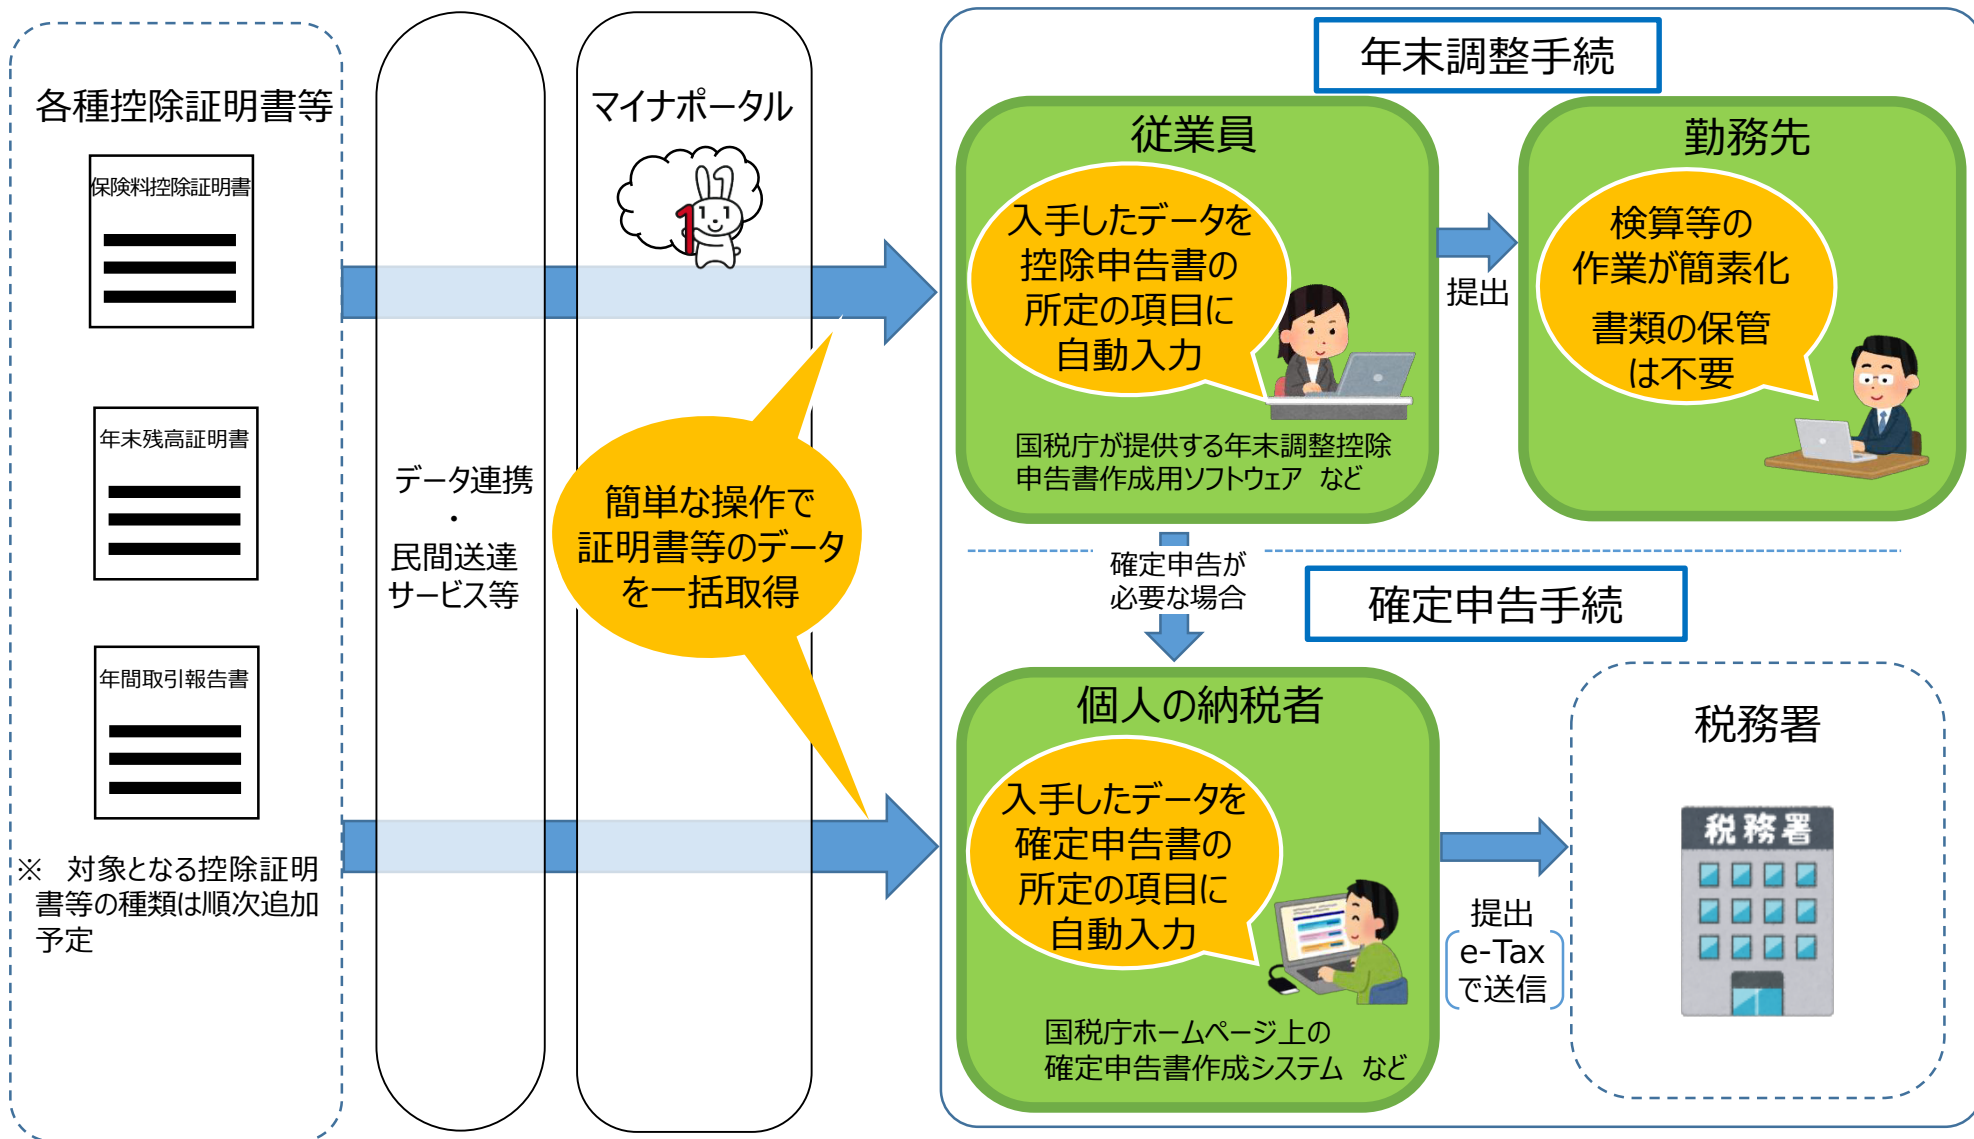 各種控除証明書等
保険料控除証明書
年末残高証明書
年間取引報告書
※ 対象となる控除証明
書等の種類は順次追加
予定
データ連携
・
民間送達
サービス等
マイナポータル
1
簡単な操作で
証明書等のデータ
を一括取得
年末調整手続
従業員
入手したデータを
控除申告書の
所定の項目に
自動入力
国税庁が提供する年末調整控除
申告書作成用ソフトウェア など
提出
勤務先
検算等の
作業が簡素化
書類の保管
は不要
確定申告が
必要な場合
確定申告手続
個人の納税者
入手したデータを
確定申告書の
所定の項目に
自動入力
国税庁ホームページ上の
確定申告書作成システム など
提出
e-Tax
で送信
税務署
税務署